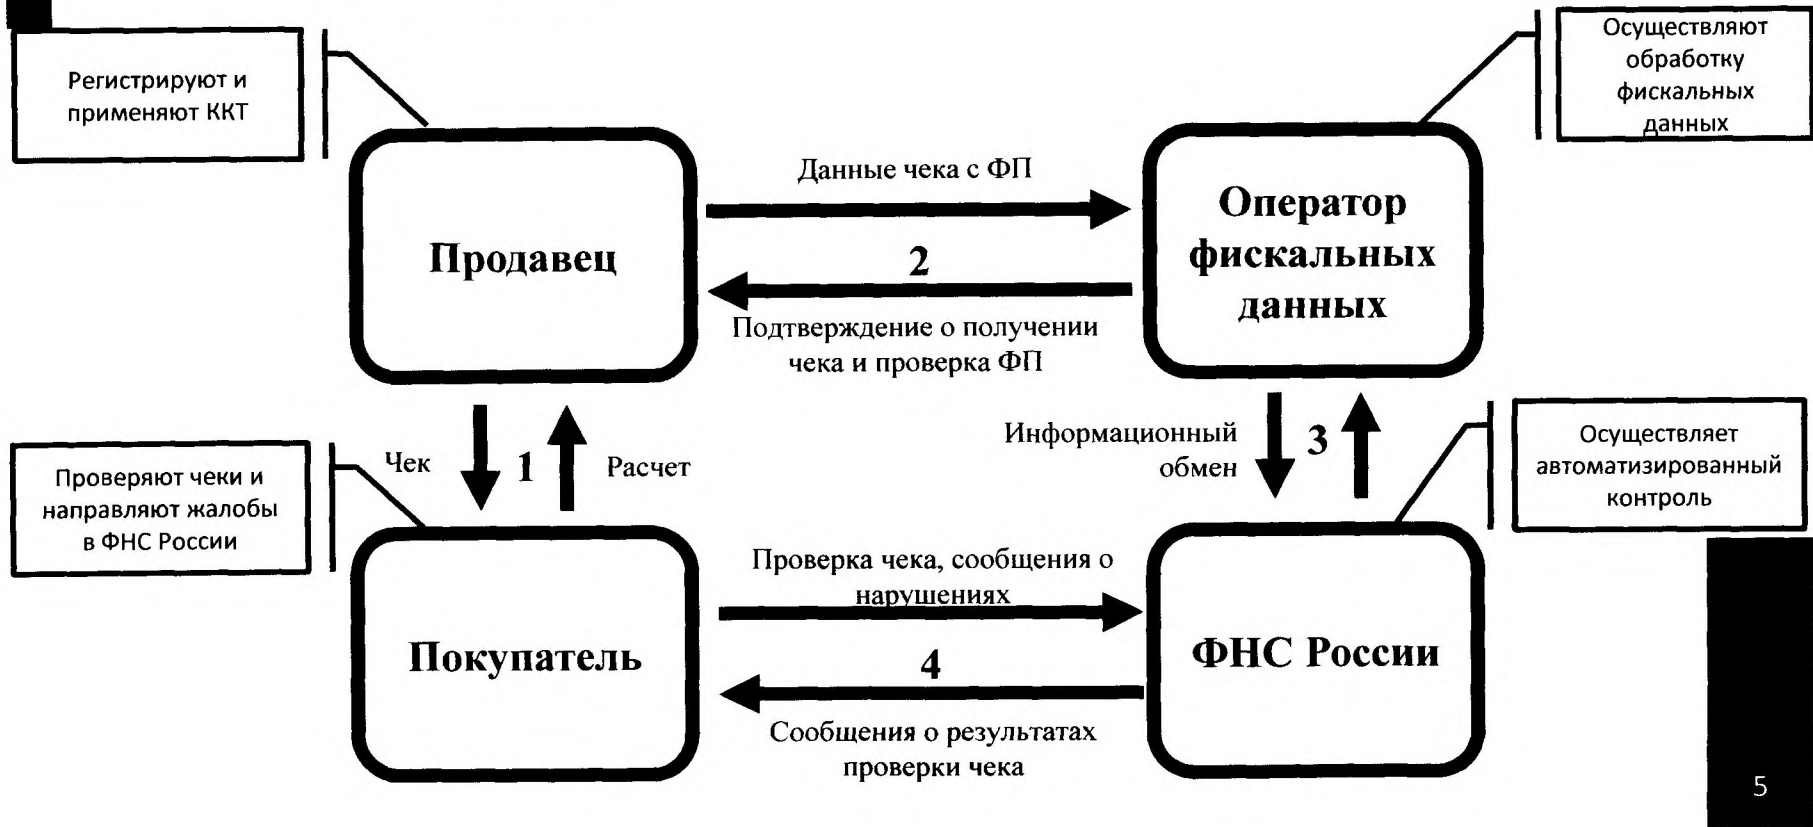 Регистрируют и
применяют ККТ
Осуществляют
обработку
фискальных
данных
Продавец
Данные чека с ФП
2
Подтверждение о получении
чека и проверка ФП
Оператор
фискальных
данных
Чек
1
Расчет
Информационный
обмен
3
Осуществляет
автоматизированный
контроль
Проверяют чеки и
направляют жалобы
в ФНС России
Покупатель
Проверка чека, сообщения о
нарушениях
4
Сообщения о результатах
проверки чека
ФНС России
5